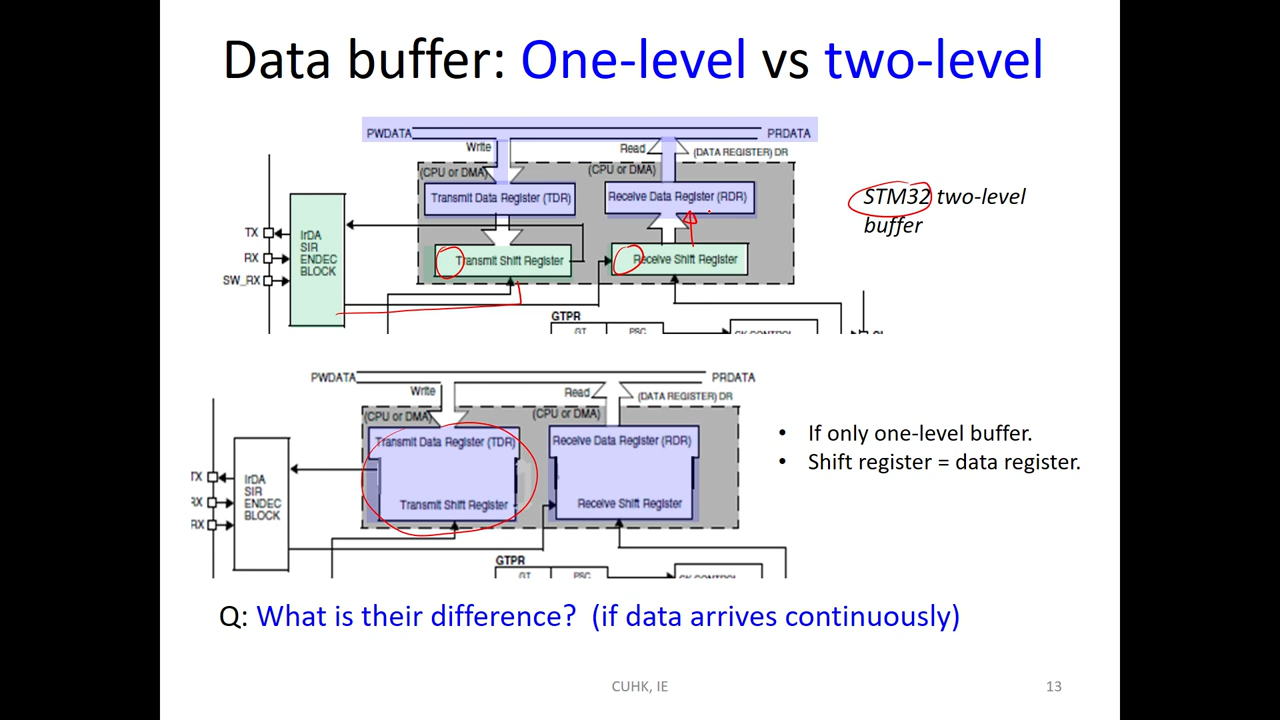 Data buffer: One-level vs two-level
PWDATA
PRDATA
Write
Read
(DATA REGISTER) DR
(CPU or DMA)
(CPU or DMA)
Transmit Data Register (TDR)
Receive Data Register (RDR)
STM32 two-level
buffer
TX
RX
SW_RX
IrDA
SIR
ENDEC
BLOCK
Transmit Shift Register
Receive Shift Register
GTPR
GT
PSC
PWDATA
PRDATA
Write
Read
(DATA REGISTER) DR
(CPU or DMA)
(CPU or DMA)
Transmit Data Register (TDR)
Receive Data Register (RDR)
IrDA
SIR
ENDEC
BLOCK
Transmit Shift Register
Receive Shift Register
GTPR
GT
PSC
• If only one-level buffer.
• Shift register = data register.
Q: What is their difference? (if data arrives continuously)
CUHK, IE
13